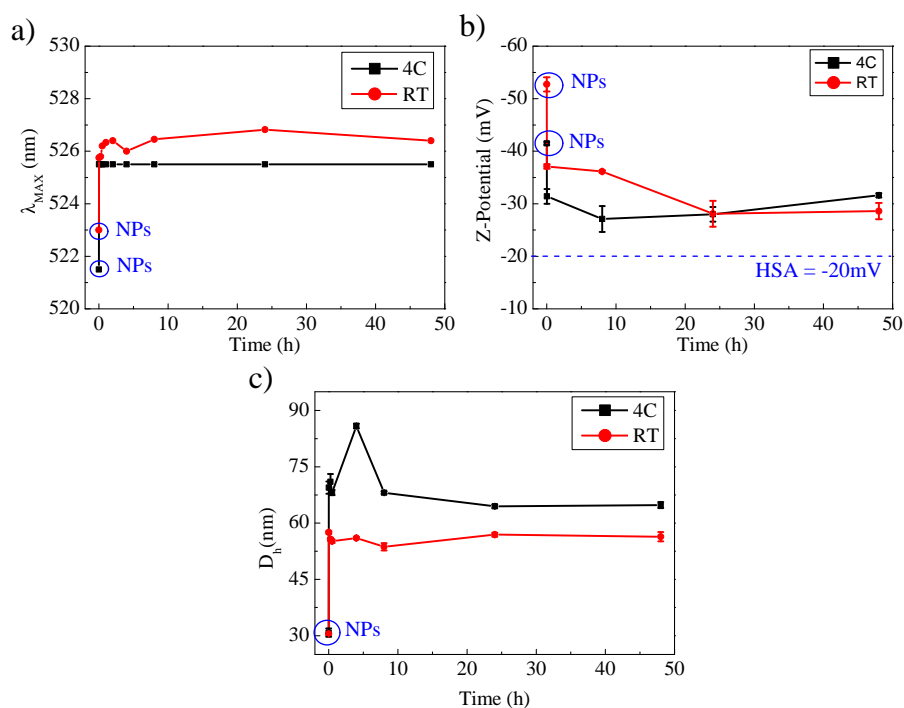 a)
530
528
526
524
522
520
λMAX (nm)
4C
RT
NPs
NPs
0 10 20 30 40 50
Time (h)
b)
-60
-50
-40
-30
-20
-10
Z-Potential (mV)
4C
RT
NPs
NPs
HSA = -20mV
0 10 20 30 40 50
Time (h)
c)
90
75
60
45
30
Dh(nm)
4C
RT
NPs
0 10 20 30 40 50
Time (h)